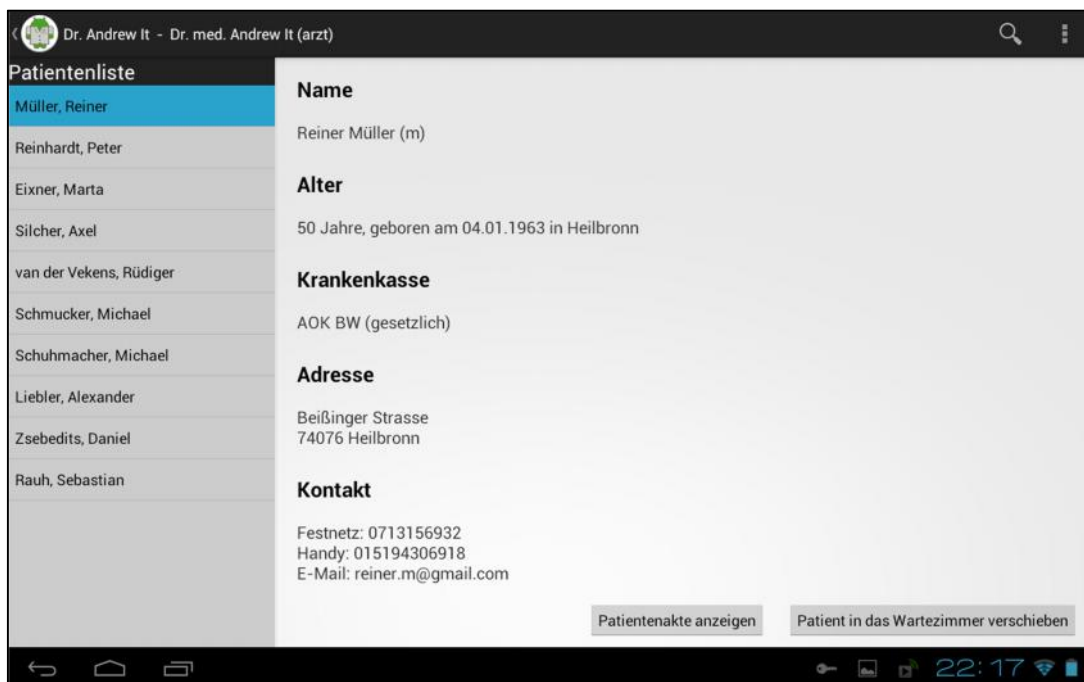 Dr. Andrew It - Dr. med. Andrew It (arzt)
Patientenliste
Müller, Reiner
Reinhardt, Peter
Eixner, Marta
Silcher, Axel
van der Vekens, Rüdiger
Schmucker, Michael
Schuhmacher, Michael
Liebler, Alexander
Zsebedits, Daniel
Rauh, Sebastian
Name
Reiner Müller (m)
Alter
50 Jahre, geboren am 04.01.1963 in Heilbronn
Krankenkasse
AOK BW (gesetzlich)
Adresse
Beißinger Strasse
74076 Heilbronn
Kontakt
Festnetz: 0713156932
Handy: 015194306918
E-Mail: reiner.m@gmail.com
Patientenakte anzeigen
Patient in das Wartezimmer verschieben
22:17